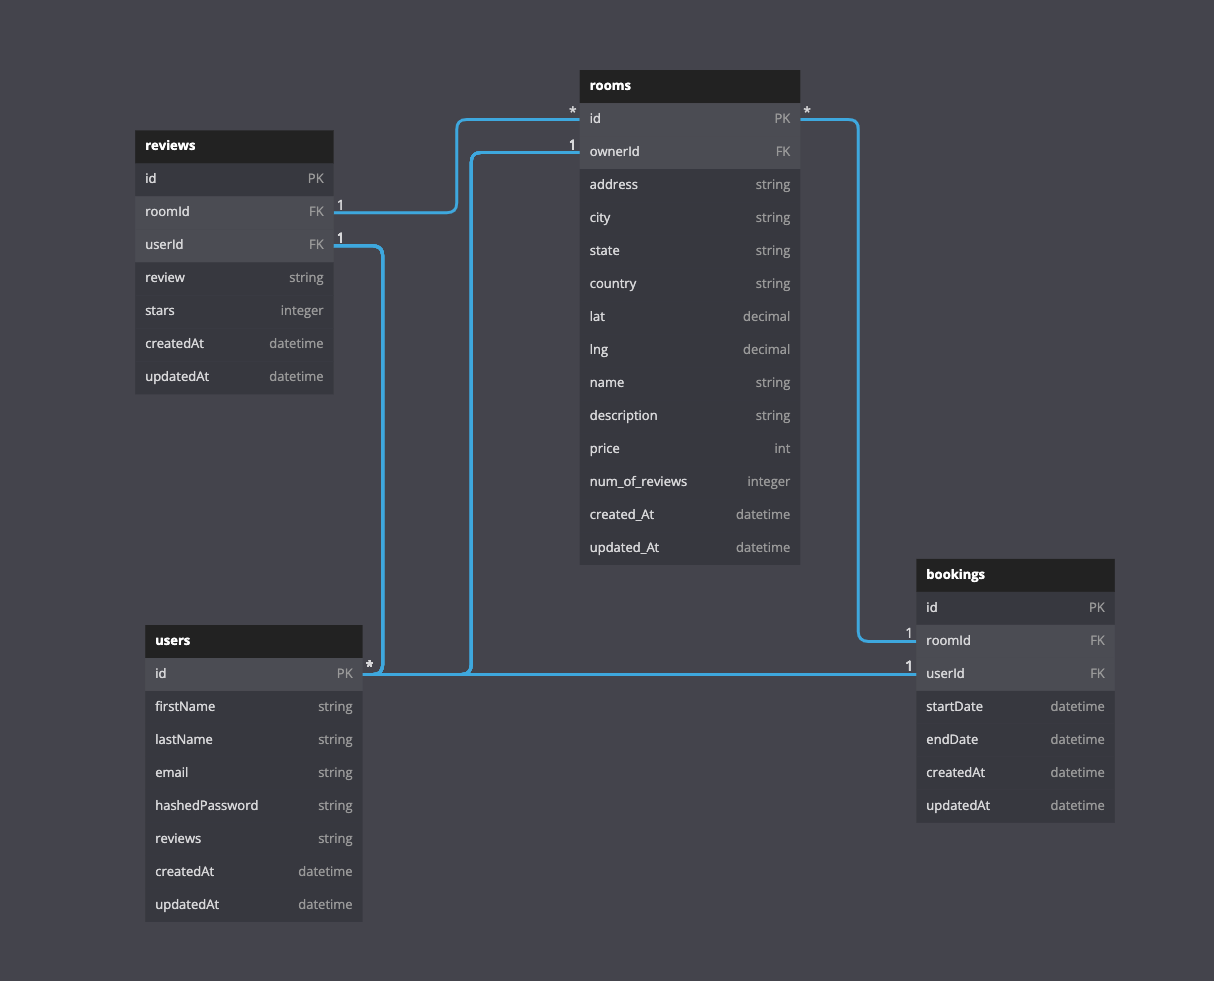 rooms
* id PK *
1 ownerId FK
address string
city string
state string
country string
lat decimal
lng decimal
name string
description string
price int
num_of_reviews integer
created_At datetime
updated_At datetime
reviews
id PK
roomId FK 1
userId FK 1
review string
stars integer
createdAt datetime
updatedAt datetime
users
id PK *
firstName string
lastName string
email string
hashedPassword string
reviews string
createdAt datetime
updatedAt datetime
bookings
id PK
1 roomId FK
1 userId FK
startDate datetime
endDate datetime
createdAt datetime
updatedAt datetime